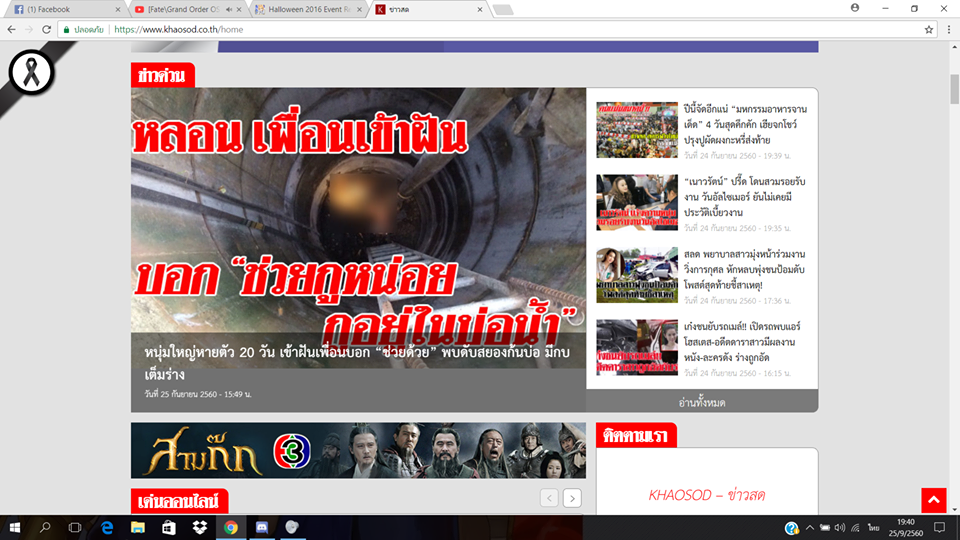 (1) Facebook
[Fate\Grand Order OS
Halloween 2016 Event Re
ข่าวสด
ปลอดภัย
https://www.khaosod.co.th/home
ข่าวด่วน
หลอน เพื่อนเข้าฝัน
บอก “ช่วยกูหน่อย
กูอยู่ในบ่อน้ำ”
หนุ่มใหญ่หายตัว 20 วัน เข้าฝันเพื่อนบอก “ช่วยด้วย” พบดับสยองก้นบ่อ มีกบ
เต็มร่าง
วันที่ 25 กันยายน 2560 - 15:49 น.
ปีนี้จัดอีกแน่ “มหกรรมอาหารจาน
เด็ด” 4 วันสุดคึกคัก เฮียจกโชว์
ปรุงปูผัดผงกะหรี่ส่งท้าย
วันที่ 24 กันยายน 2560 - 19:39 น.
“เนาวรัตน์” ปรี๊ด โดนสวมรอยรับ
งาน วันอัลไซเมอร์ ยันไม่เคยมี
ประวัติเบี้ยวงาน
วันที่ 24 กันยายน 2560 - 19:35 น.
สลด พยาบาลสาวมุ่งหน้าร่วมงาน
วิ่งการกุศล หักหลบพุ่งชนป้อมดับ
โพสต์สุดท้ายชี้สาเหตุ!
วันที่ 24 กันยายน 2560 - 17:36 น.
เก๋งชนยับรถเมล์!! เปิดรถพบแอร์
โฮสเตส-อดีตดาราสาวมีผลงาน
หนัง-ละครดัง ร่างถูกอัด
วันที่ 24 กันยายน 2560 - 16:15 น.
อ่านทั้งหมด
สามก๊ก
3
ติดตามเรา
KHAOSOD – ข่าวสด
เด่นออนไลน์
ไทย
19:40
25/9/2560